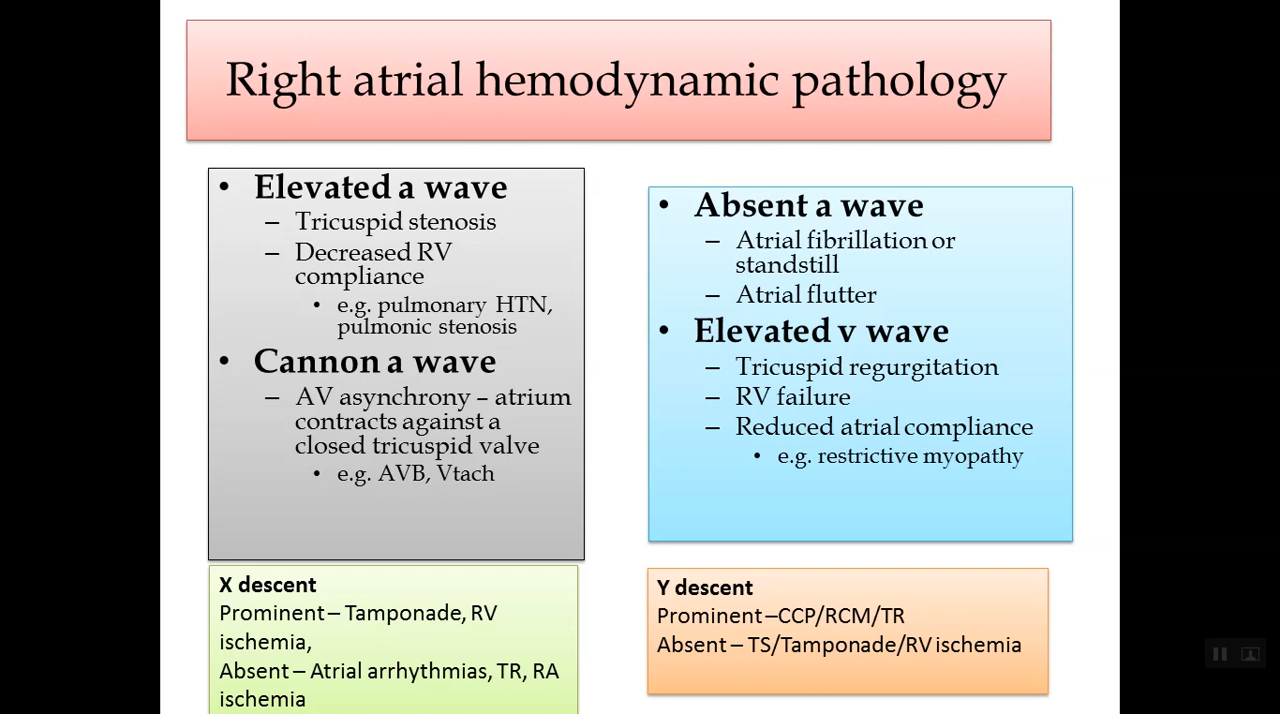 Right atrial hemodynamic pathology
• Elevated a wave
– Tricuspid stenosis
– Decreased RV
compliance
• e.g. pulmonary HTN,
pulmonic stenosis
• Cannon a wave
– AV asynchrony – atrium
contracts against a
closed tricuspid valve
• e.g. AVB, Vtach
• Absent a wave
– Atrial fibrillation or
standstill
– Atrial flutter
• Elevated v wave
– Tricuspid regurgitation
– RV failure
– Reduced atrial compliance
• e.g. restrictive myopathy
X descent
Prominent – Tamponade, RV
ischemia,
Absent – Atrial arrhythmias, TR, RA
ischemia
Y descent
Prominent –CCP/RCM/TR
Absent – TS/Tamponade/RV ischemia